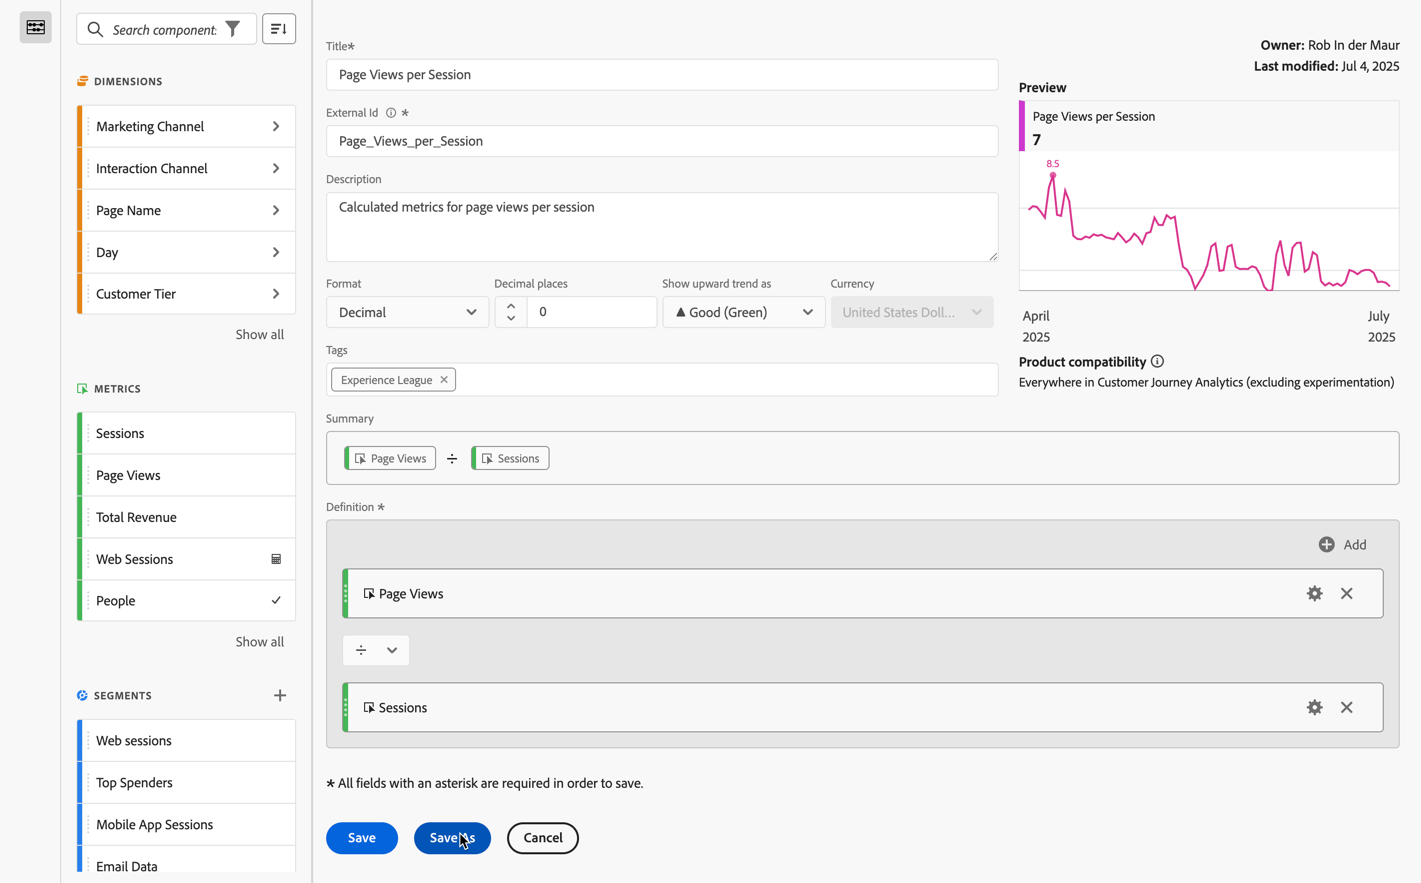 Search component:
DIMENSIONS
Marketing Channel
Interaction Channel
Page Name
Day
Customer Tier
Show all
METRICS
Sessions
Page Views
Total Revenue
Web Sessions
People
Show all
SEGMENTS
Web sessions
Top Spenders
Mobile App Sessions
Email Data
Title*
Page Views per Session
External Id *
Page_Views_per_Session
Description
Calculated metrics for page views per session
Format
Decimal
Decimal places
0
Show upward trend as
▲ Good (Green)
Currency
United States Doll...
Tags
Experience League ×
Summary
Page Views ÷ Sessions
Definition *
Add
Page Views
÷
Sessions
* All fields with an asterisk are required in order to save.
Save Save As Cancel
Owner: Rob In der Maur
Last modified: Jul 4, 2025
Preview
Page Views per Session
7
8.5
April
2025
July
2025
Product compatibility
Everywhere in Customer Journey Analytics (excluding experimentation)